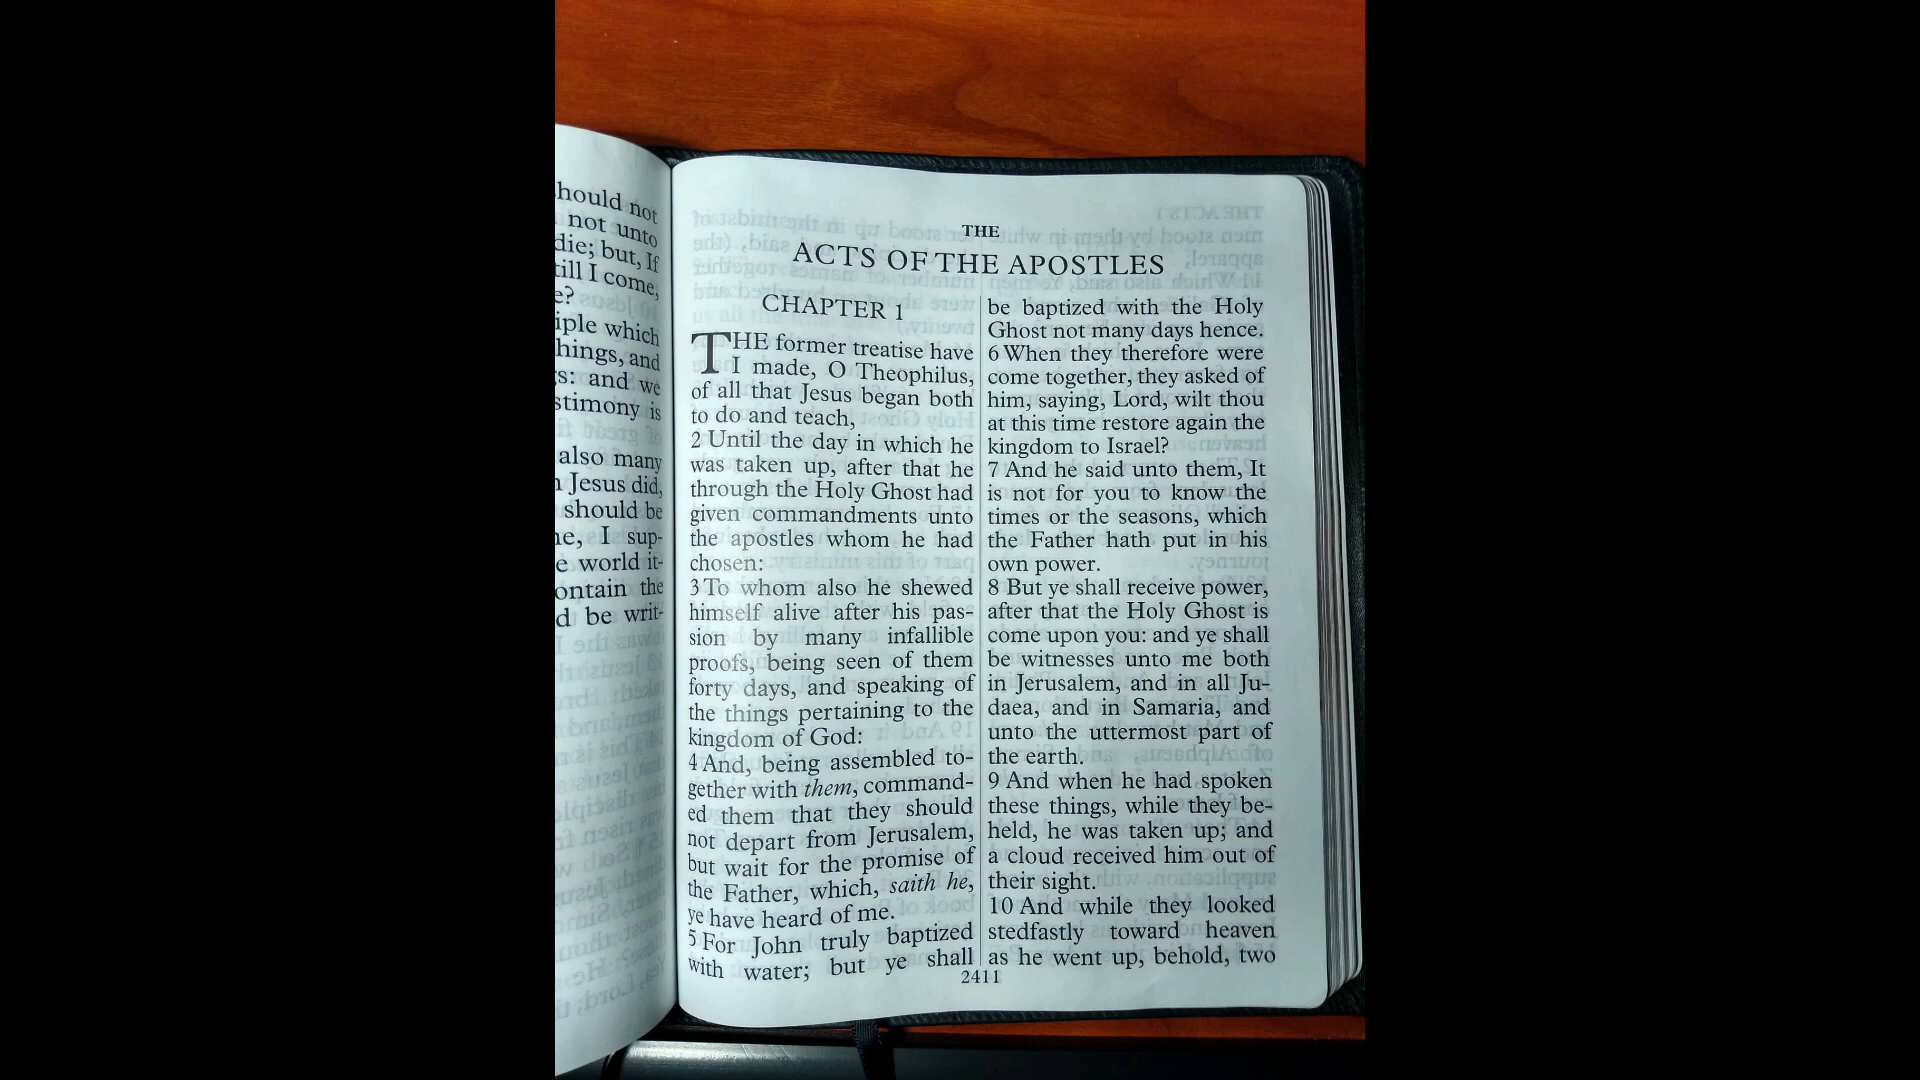 hould not
not unto
die; but, If
till I come,
e?
iple which
hings, and
s: and we
stimony is
also many
Jesus did,
should be
ne, I sup-
e world it-
ontain the
d be writ-
THE
ACTS OF THE APOSTLES
CHAPTER 1
THE former treatise have
I made, O Theophilus,
of all that Jesus began both
to do and teach,
2 Until the day in which he
was taken up, after that he
through the Holy Ghost had
given commandments unto
the apostles whom he had
chosen:
3 To whom also he shewed
himself alive after his pas-
sion by many infallible
proofs, being seen of them
forty days, and speaking of
the things pertaining to the
kingdom of God:
4 And, being assembled to-
gether with them, command-
ed them that they should
not depart from Jerusalem,
but wait for the promise of
the Father, which, saith he,
ye have heard of me.
5 For John truly baptized
with water; but ye shall
be baptized with the Holy
Ghost not many days hence.
6 When they therefore were
come together, they asked of
him, saying, Lord, wilt thou
at this time restore again the
kingdom to Israel?
7 And he said unto them, It
is not for you to know the
times or the seasons, which
the Father hath put in his
own power.
8 But ye shall receive power,
after that the Holy Ghost is
come upon you: and ye shall
be witnesses unto me both
in Jerusalem, and in all Ju-
daea, and in Samaria, and
unto the uttermost part of
the earth.
9 And when he had spoken
these things, while they be-
held, he was taken up; and
a cloud received him out of
their sight.
10 And while they looked
stedfastly toward heaven
as he went up, behold, two
2411